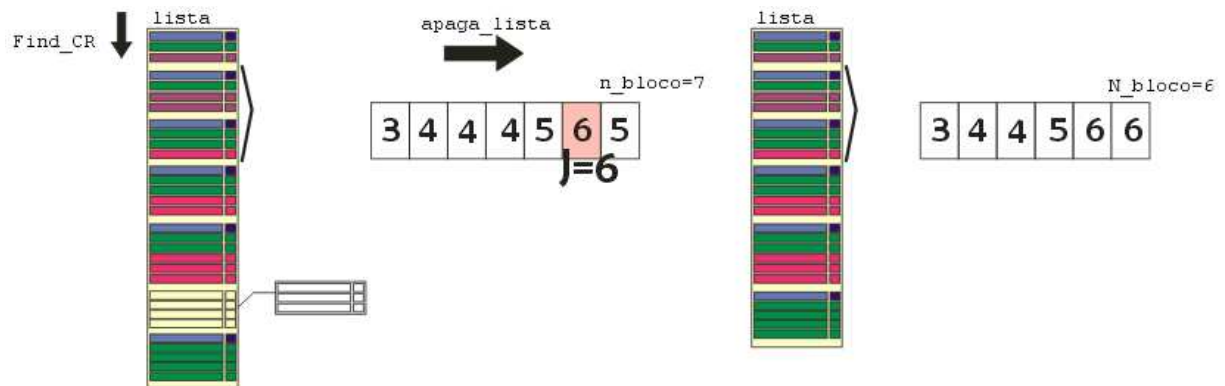 lista
Find_CR
apaga_lista
n_bloco=7
3 4 4 4 5 6 5
J=6
lista
N_bloco=6
3 4 4 5 6 6